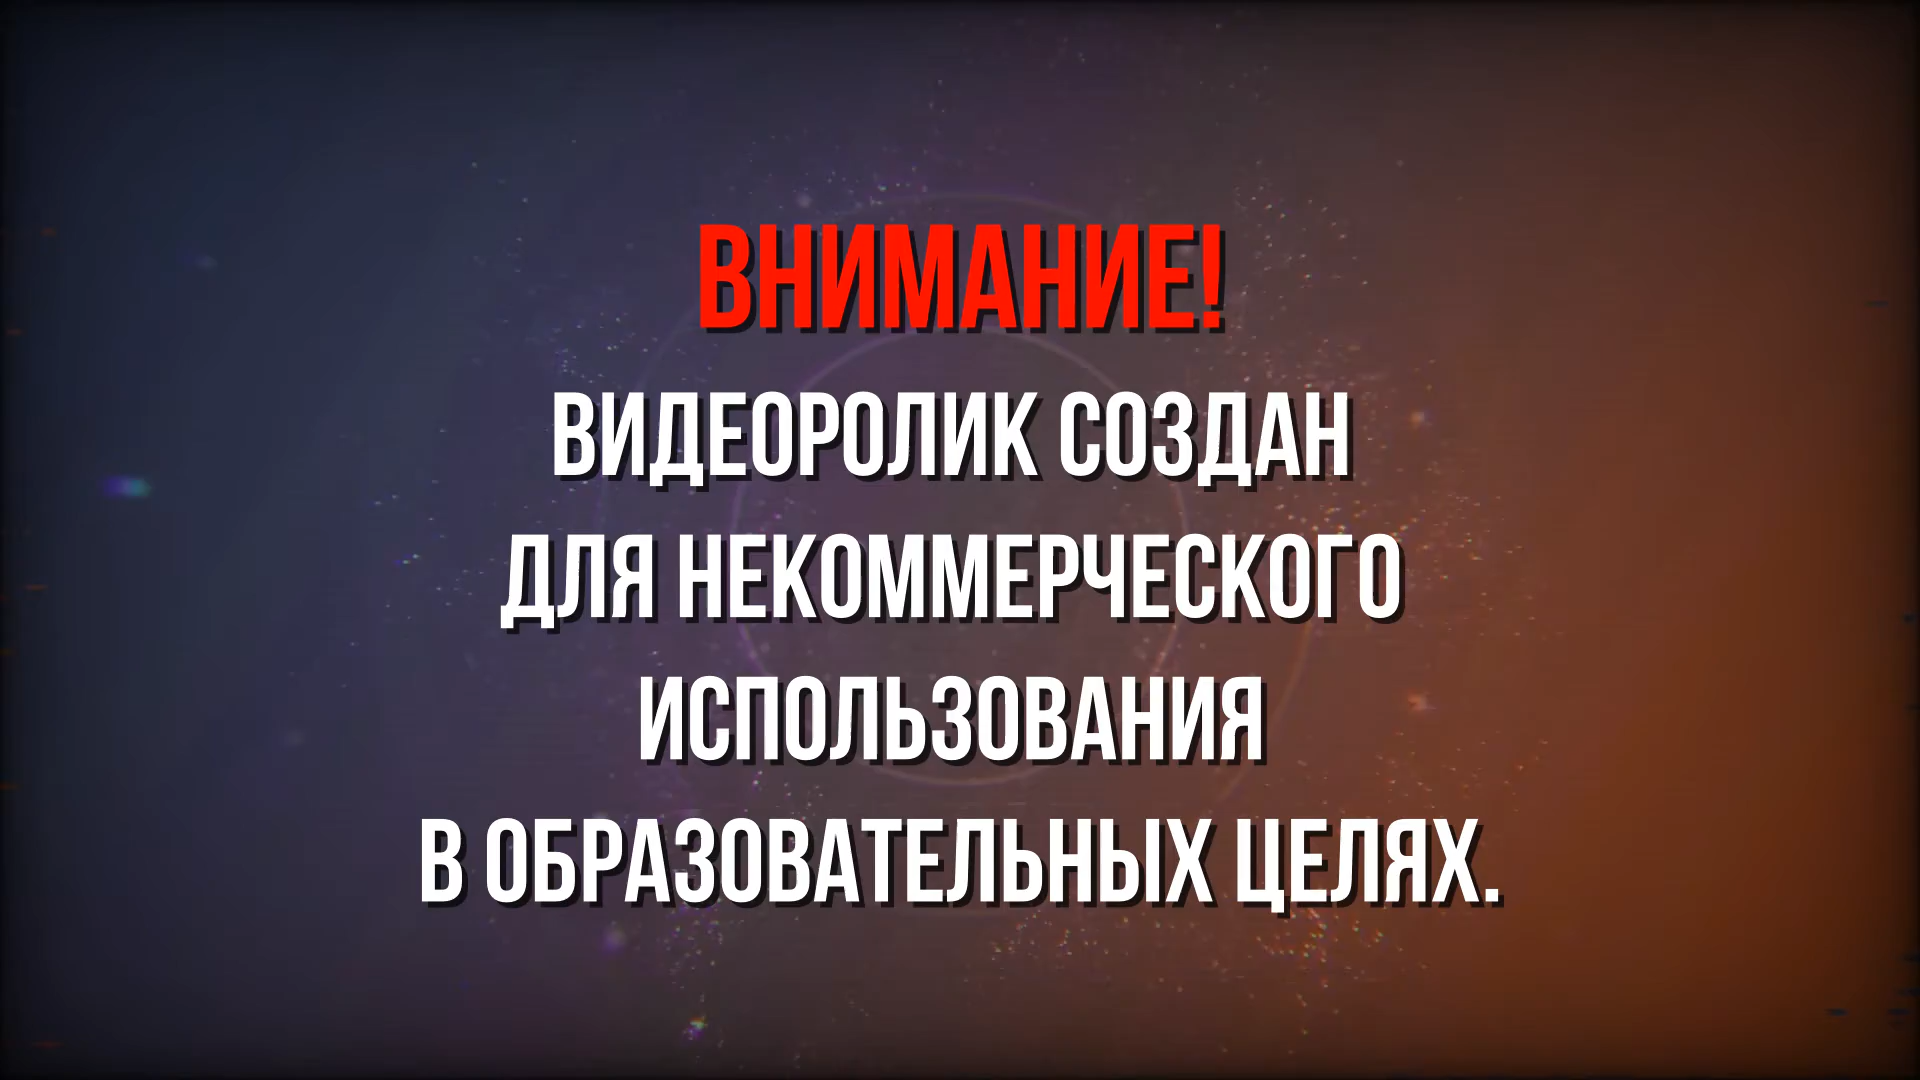 ВНИМАНИЕ!
ВИДЕОРОЛИК СОЗДАН
ДЛЯ НЕКОММЕРЧЕСКОГО
ИСПОЛЬЗОВАНИЯ
В ОБРАЗОВАТЕЛЬНЫХ ЦЕЛЯХ.